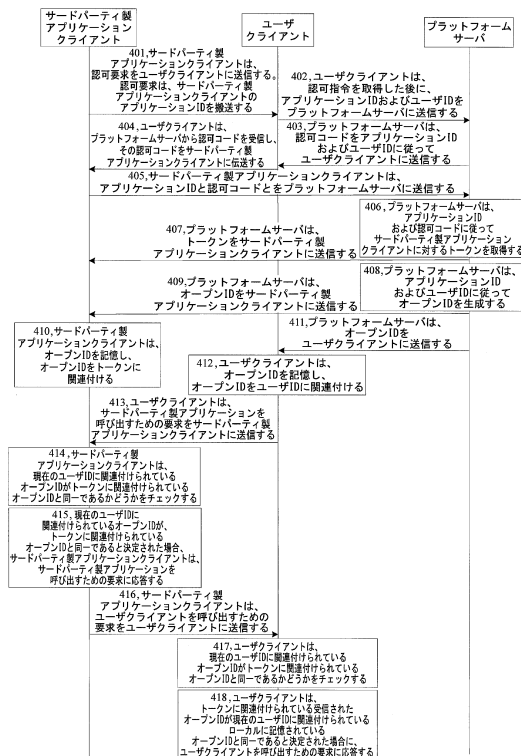 サードパーティ製
アプリケーション
クライアント
ユーザ
クライアント
プラットフォーム
サーバ
401,サードパーティ製
アプリケーションクライアントは、
認可要求をユーザクライアントに送信する。
認可要求は、サードパーティ製
アプリケーションクライアントの
アプリケーションIDを搬送する
402,ユーザクライアントは、
認可指令を取得した後に、
アプリケーションIDおよびユーザIDを
プラットフォームサーバに送信する
403,プラットフォームサーバは、
認可コードをアプリケーションID
およびユーザIDに従って
ユーザクライアントに送信する
404,ユーザクライアントは、
プラットフォームサーバから認可コードを受信し、
その認可コードをサードパーティ製
アプリケーションクライアントに伝送する
405,サードパーティ製アプリケーションクライアントは、
アプリケーションIDと認可コードとをプラットフォームサーバに送信する
406,プラットフォームサーバは、
アプリケーションID
および認可コードに従って
サードパーティ製アプリケーション
クライアントに対するトークンを取得する
407,プラットフォームサーバは、
トークンをサードパーティ製
アプリケーションクライアントに送信する
408,プラットフォームサーバは、
アプリケーションID
およびユーザIDに従って
オープンIDを生成する
409,プラットフォームサーバは、
オープンIDをサードパーティ製
アプリケーションクライアントに送信する
410,サードパーティ製
アプリケーションクライアントは、
オープンIDを記憶し、
オープンIDをトークンに
関連付ける
411,プラットフォームサーバは、
オープンIDを
ユーザクライアントに送信する
412,ユーザクライアントは、
オープンIDを記憶し、
オープンIDをユーザIDに関連付ける
413,ユーザクライアントは、
サードパーティ製アプリケーションを
呼び出すための要求をサードパーティ製
アプリケーションクライアントに送信する
414,サードパーティ製
アプリケーションクライアントは、
現在のユーザIDに関連付けられている
オープンIDがトークンに関連付けられている
オープンIDと同一であるかどうかをチェックする
415,現在のユーザIDに
関連付けられているオープンIDが、
トークンに関連付けられている
オープンIDと同一であると決定された場合、
サードパーティ製アプリケーションクライアントは、
サードパーティ製アプリケーションを
呼び出すための要求に応答する
416,サードパーティ製
アプリケーションクライアントは、
ユーザクライアントを呼び出すための
要求をユーザクライアントに送信する
417,ユーザクライアントは、
現在のユーザIDに関連付けられている
オープンIDがトークンに関連付けられている
オープンIDと同一であるかどうかをチェックする
418,ユーザクライアントは、
トークンに関連付けられている受信された
オープンIDが現在のユーザIDに関連付けられている
ローカルに記憶されている
オープンIDと同一であると決定された場合に、
ユーザクライアントを呼び出すための要求に応答する